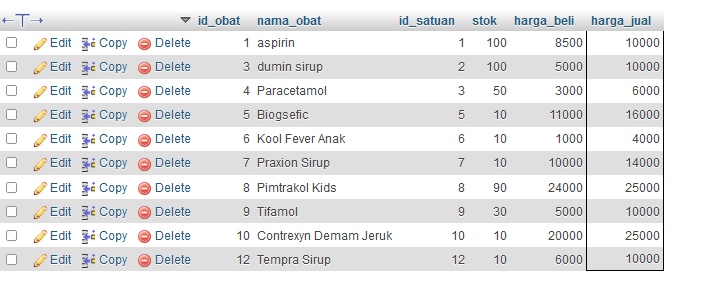 id_obat nama_obat id_satuan stok harga_beli harga_jual
Edit Copy Delete 1 aspirin 1 100 8500 10000
Edit Copy Delete 3 dumin sirup 2 100 5000 10000
Edit Copy Delete 4 Paracetamol 3 50 3000 6000
Edit Copy Delete 5 Biogsefic 5 10 11000 16000
Edit Copy Delete 6 Kool Fever Anak 6 10 1000 4000
Edit Copy Delete 7 Praxion Sirup 7 10 10000 14000
Edit Copy Delete 8 Pimtrakol Kids 8 90 24000 25000
Edit Copy Delete 9 Tifamol 9 30 5000 10000
Edit Copy Delete 10 Contrexyn Demam Jeruk 10 10 20000 25000
Edit Copy Delete 12 Tempra Sirup 12 10 6000 10000